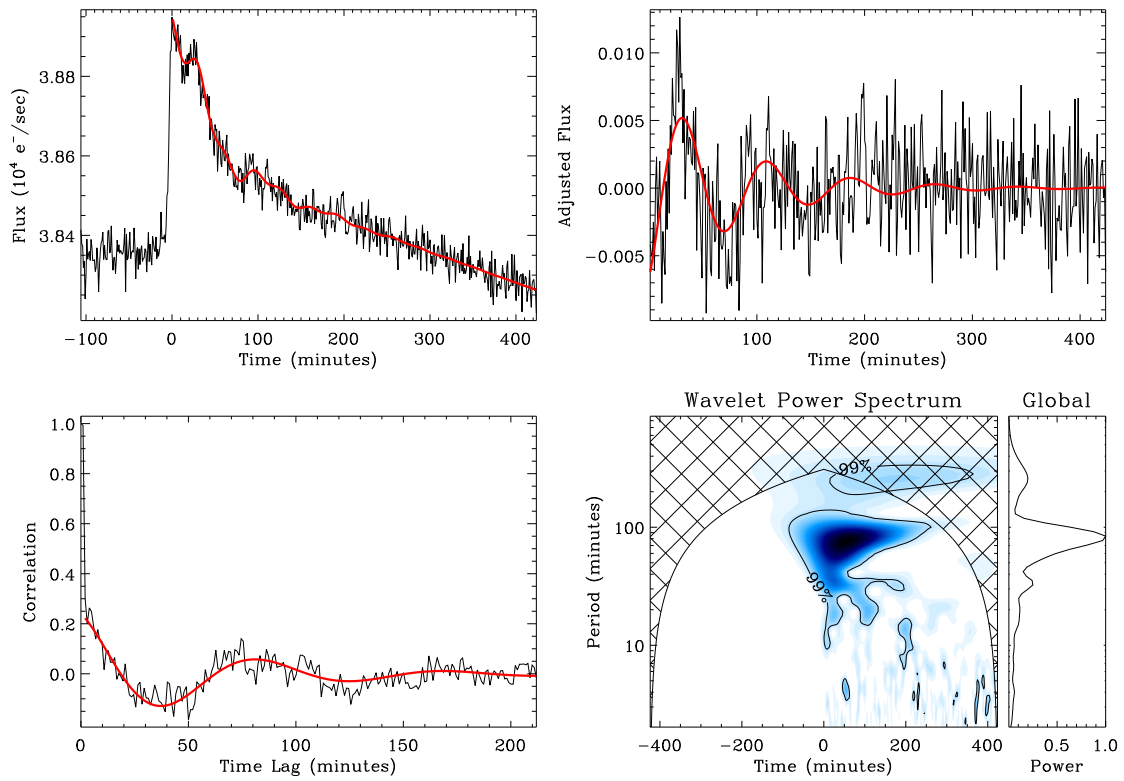 3.88
3.86
3.84
Flux (10⁴ e⁻/sec)
−100 0 100 200 300 400
Time (minutes)
0.010
0.005
0.000
−0.005
Adjusted Flux
100 200 300 400
Time (minutes)
1.0
0.8
0.6
0.4
0.2
0.0
Correlation
0 50 100 150 200
Time Lag (minutes)
Wavelet Power Spectrum
Global
99%
99%
100
10
Period (minutes)
−400 −200 0 200 400
Time (minutes)
0.5 1.0
Power